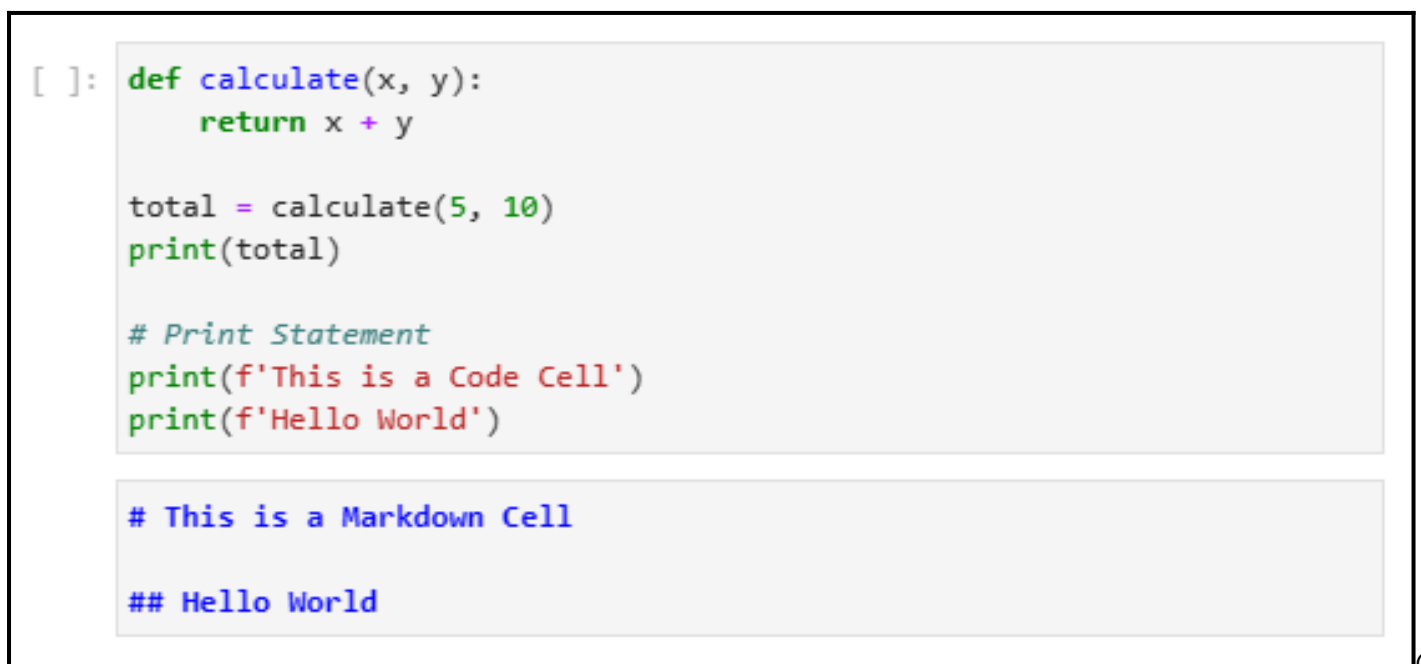 [ ]: def calculate(x, y):
    return x + y
total = calculate(5, 10)
print(total)
# Print Statement
print(f'This is a Code Cell')
print(f'Hello World')
# This is a Markdown Cell
## Hello World